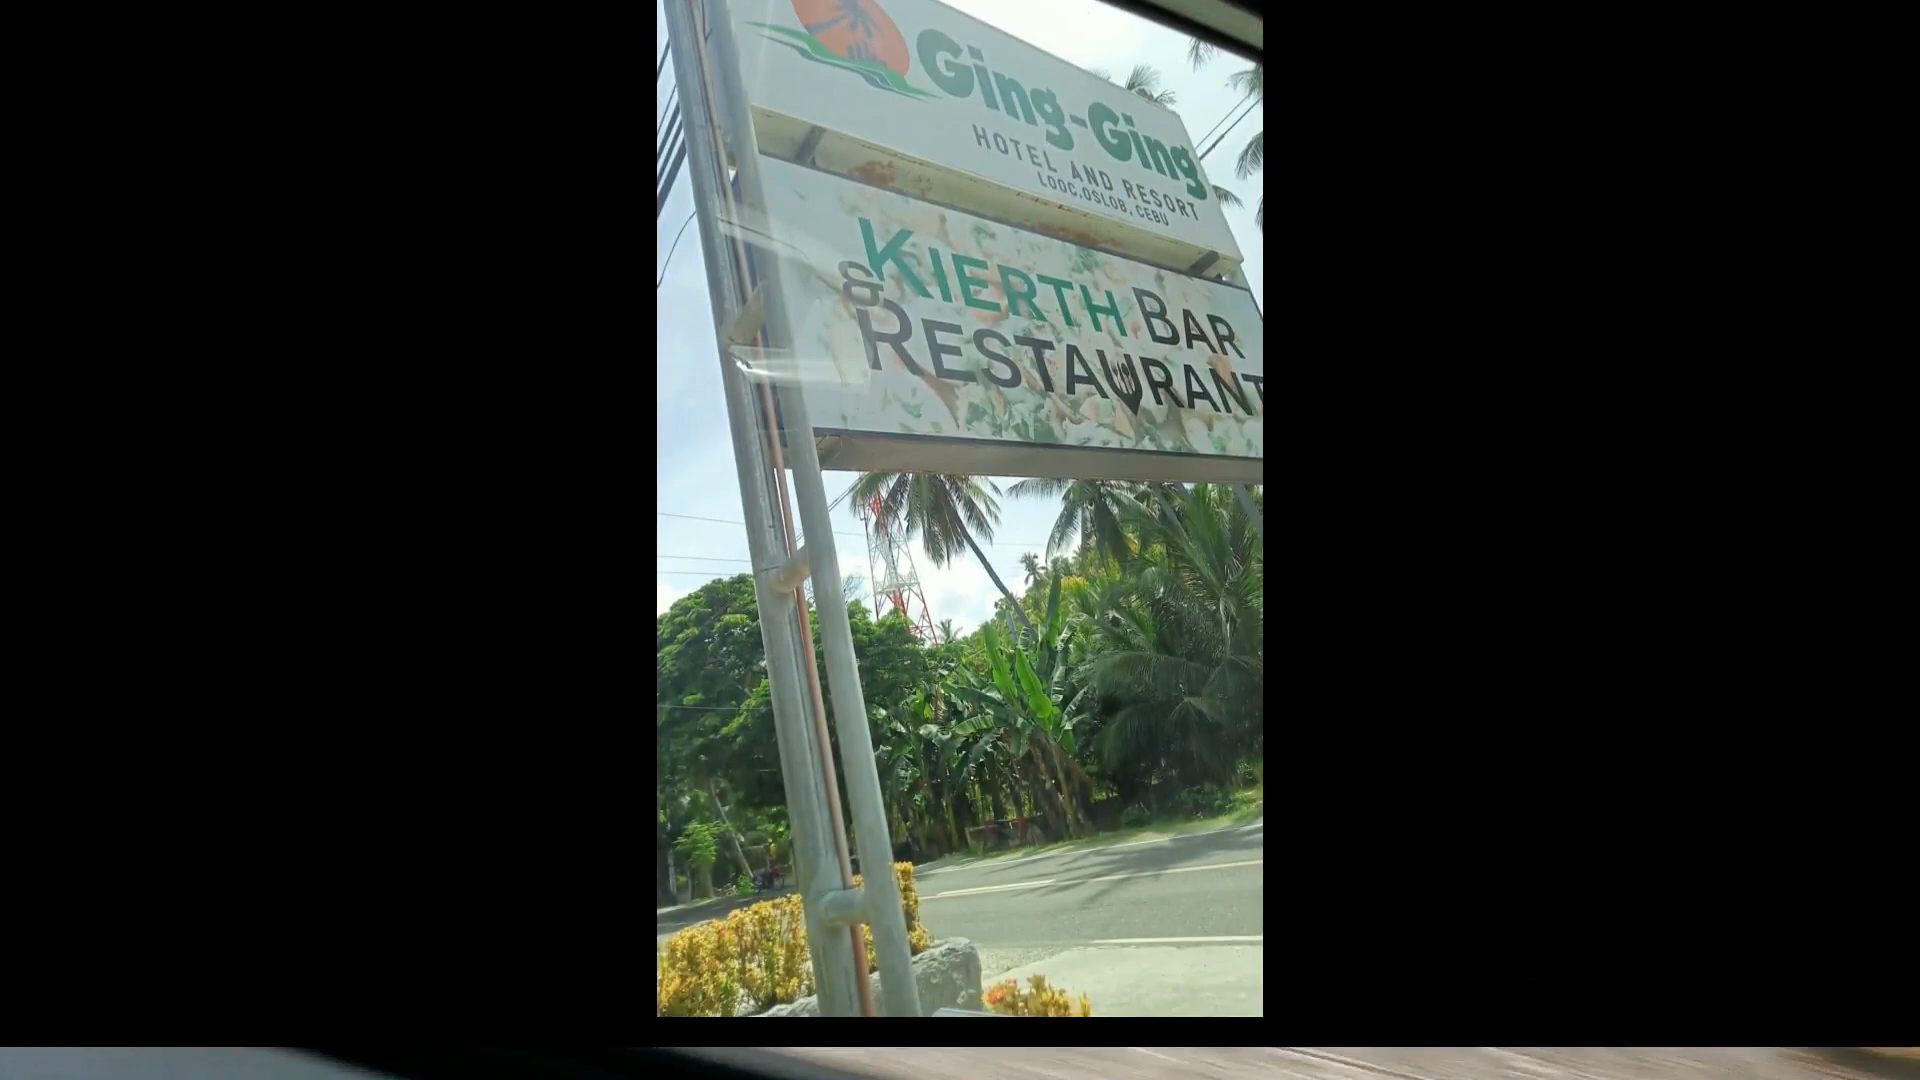 Ging-Ging
HOTEL AND RESORT
LOOC, OSLOB, CEBU
KIERTH BAR
& RESTAURANT